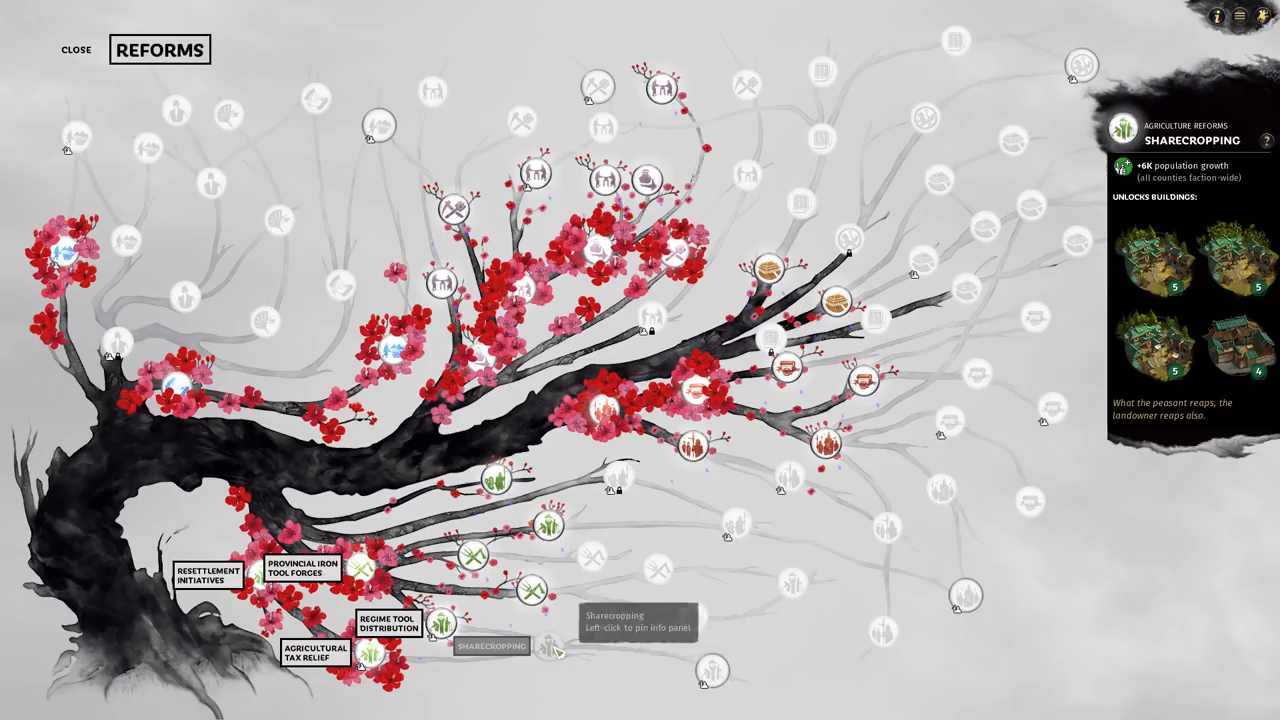 CLOSE
REFORMS
AGRICULTURE REFORMS
SHARECROPPING
?
+6K population growth
(all counties faction-wide)
UNLOCKS BUILDINGS:
5
5
5
4
What the peasant reaps, the
landowner reaps also.
RESETTLEMENT
INITIATIVES
PROVINCIAL IRON
TOOL FORGES
REGIME TOOL
DISTRIBUTION
AGRICULTURAL
TAX RELIEF
SHARECROPPING
Sharecropping
Left-click to pin info panel